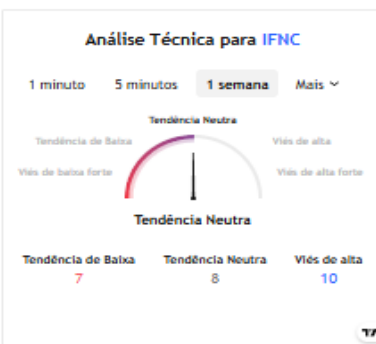 Análise Técnica para IFNC
1 minuto 5 minutos 1 semana Mais
Tendência Neutra
Tendência de Baixa Viés de alta
Viés de baixa forte Viés de alta forte
Tendência Neutra
Tendência de Baixa Tendência Neutra Viés de alta
7 8 10